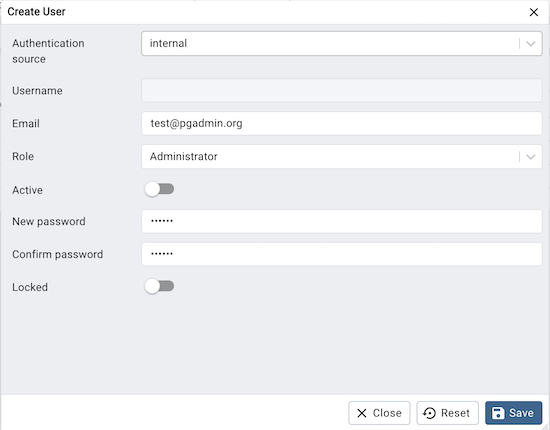 Create User
Authentication source
internal
Username
Email
test@pgadmin.org
Role
Administrator
Active
New password
••••••
Confirm password
••••••
Locked
Close
Reset
Save